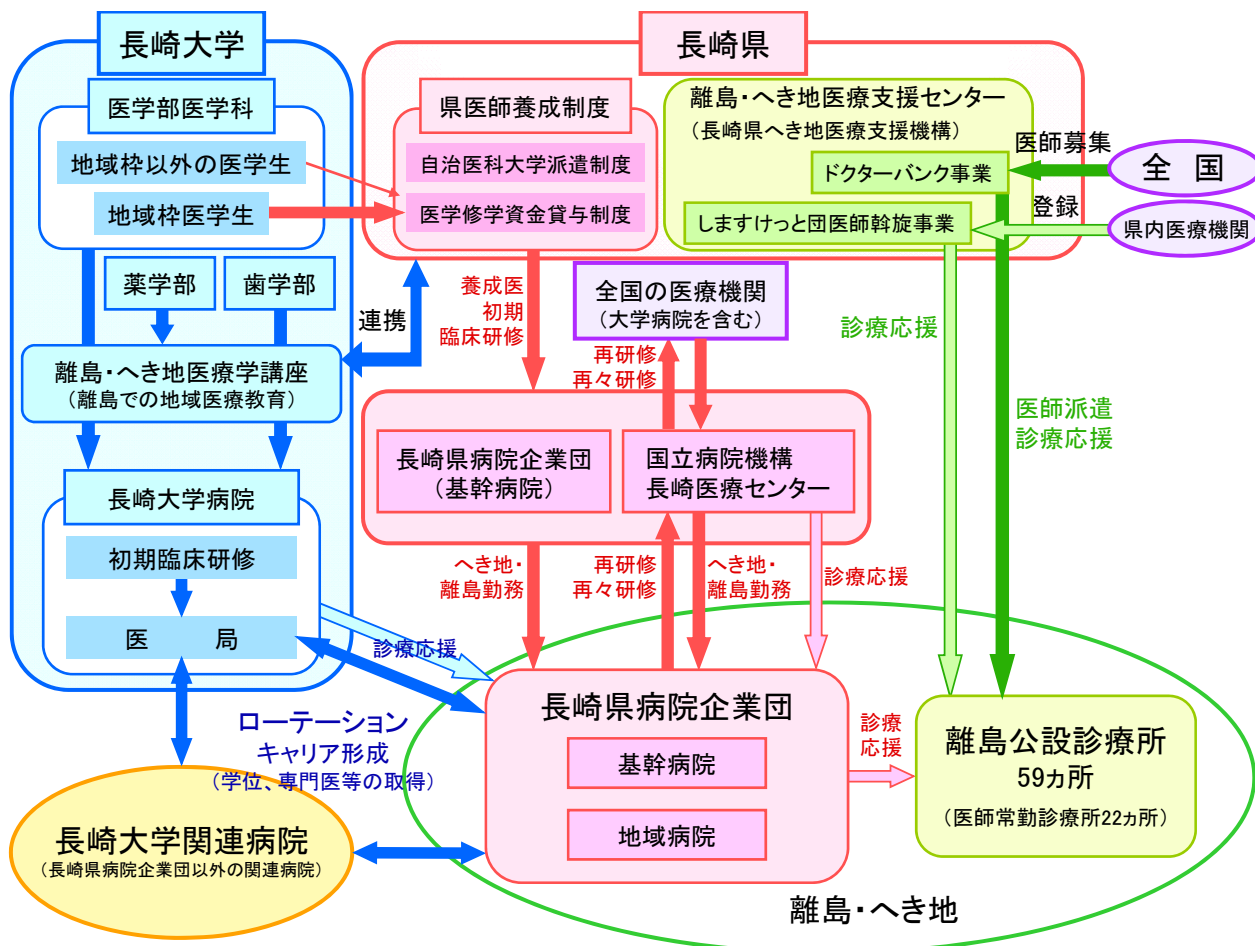 長崎大学
医学部医学科
地域枠以外の医学生
地域枠医学生
薬学部
歯学部
離島・へき地医療学講座
(離島での地域医療教育)
長崎大学病院
初期臨床研修
医　　局
長崎県
県医師養成制度
自治医科大学派遣制度
医学修学資金貸与制度
離島・へき地医療支援センター
(長崎県へき地医療支援機構)
ドクターバンク事業
しますけっと団医師斡旋事業
医師募集
全　国
登録
県内医療機関
連携
養成医
初期
臨床研修
全国の医療機関
(大学病院を含む)
再研修
再々研修
診療応援
医師派遣
診療応援
長崎県病院企業団
(基幹病院)
国立病院機構
長崎医療センター
へき地・
離島勤務
再研修
再々研修
へき地・
離島勤務
診療応援
診療応援
ローテーション
キャリア形成
(学位、専門医等の取得)
長崎大学関連病院
(長崎県病院企業団以外の関連病院)
長崎県病院企業団
基幹病院
地域病院
診療
応援
離島公設診療所
59ヵ所
(医師常勤診療所22ヵ所)
離島・へき地